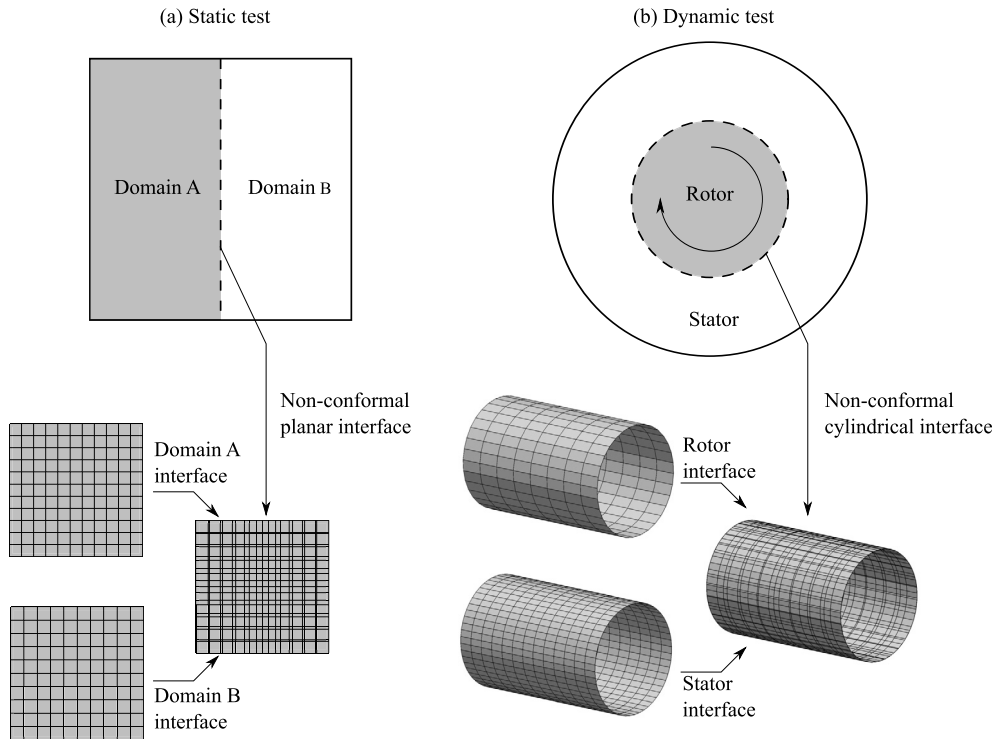 (a) Static test
Domain A
Domain B
Non-conformal
planar interface
Domain A
interface
Domain B
interface
(b) Dynamic test
Rotor
Stator
Non-conformal
cylindrical interface
Rotor
interface
Stator
interface